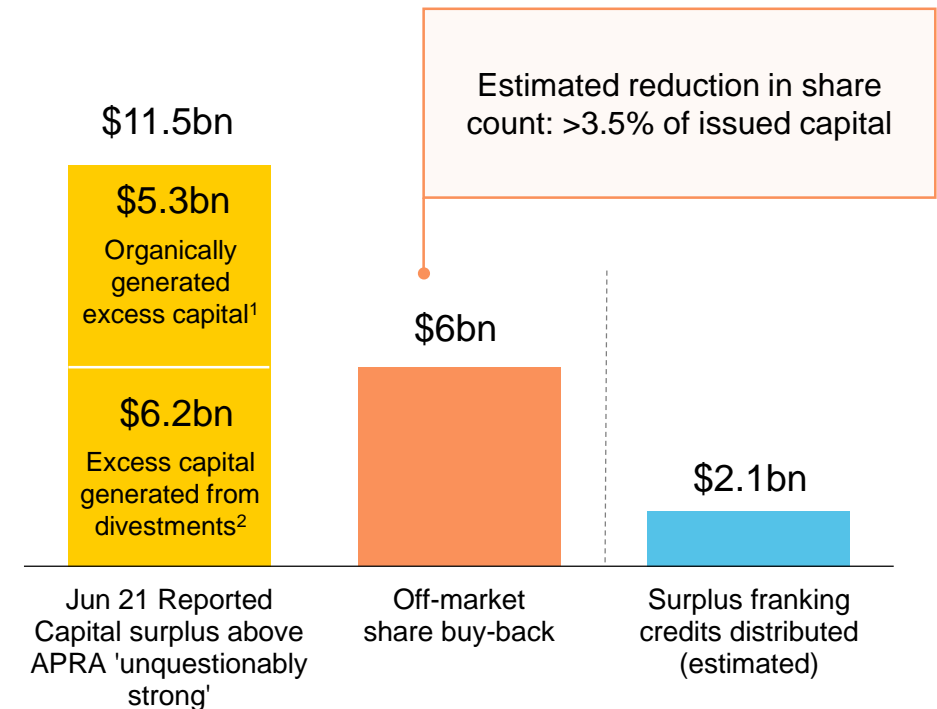 Estimated reduction in share
count: >3.5% of issued capital
$11.5bn
$5.3bn
Organically
generated
excess capital¹
$6.2bn
Excess capital
generated from
divestments²
$6bn
$2.1bn
Jun 21 Reported
Capital surplus above
APRA 'unquestionably
strong'
Off-market
share buy-back
Surplus franking
credits distributed
(estimated)